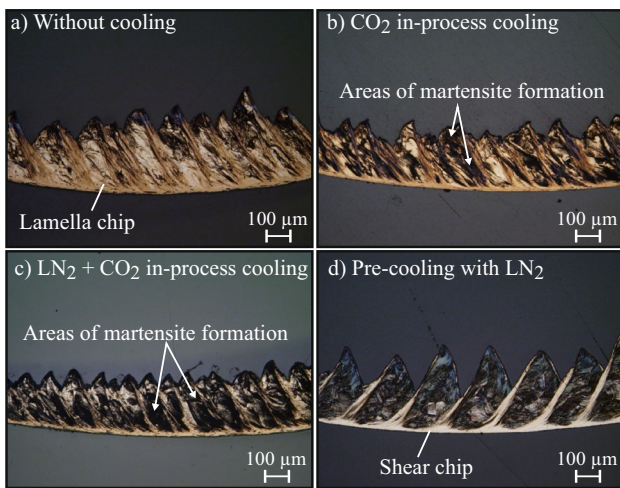 a) Without cooling
Lamella chip
100 µm
b) CO₂ in-process cooling
Areas of martensite formation
100 µm
c) LN₂ + CO₂ in-process cooling
Areas of martensite formation
100 µm
d) Pre-cooling with LN₂
Shear chip
100 µm